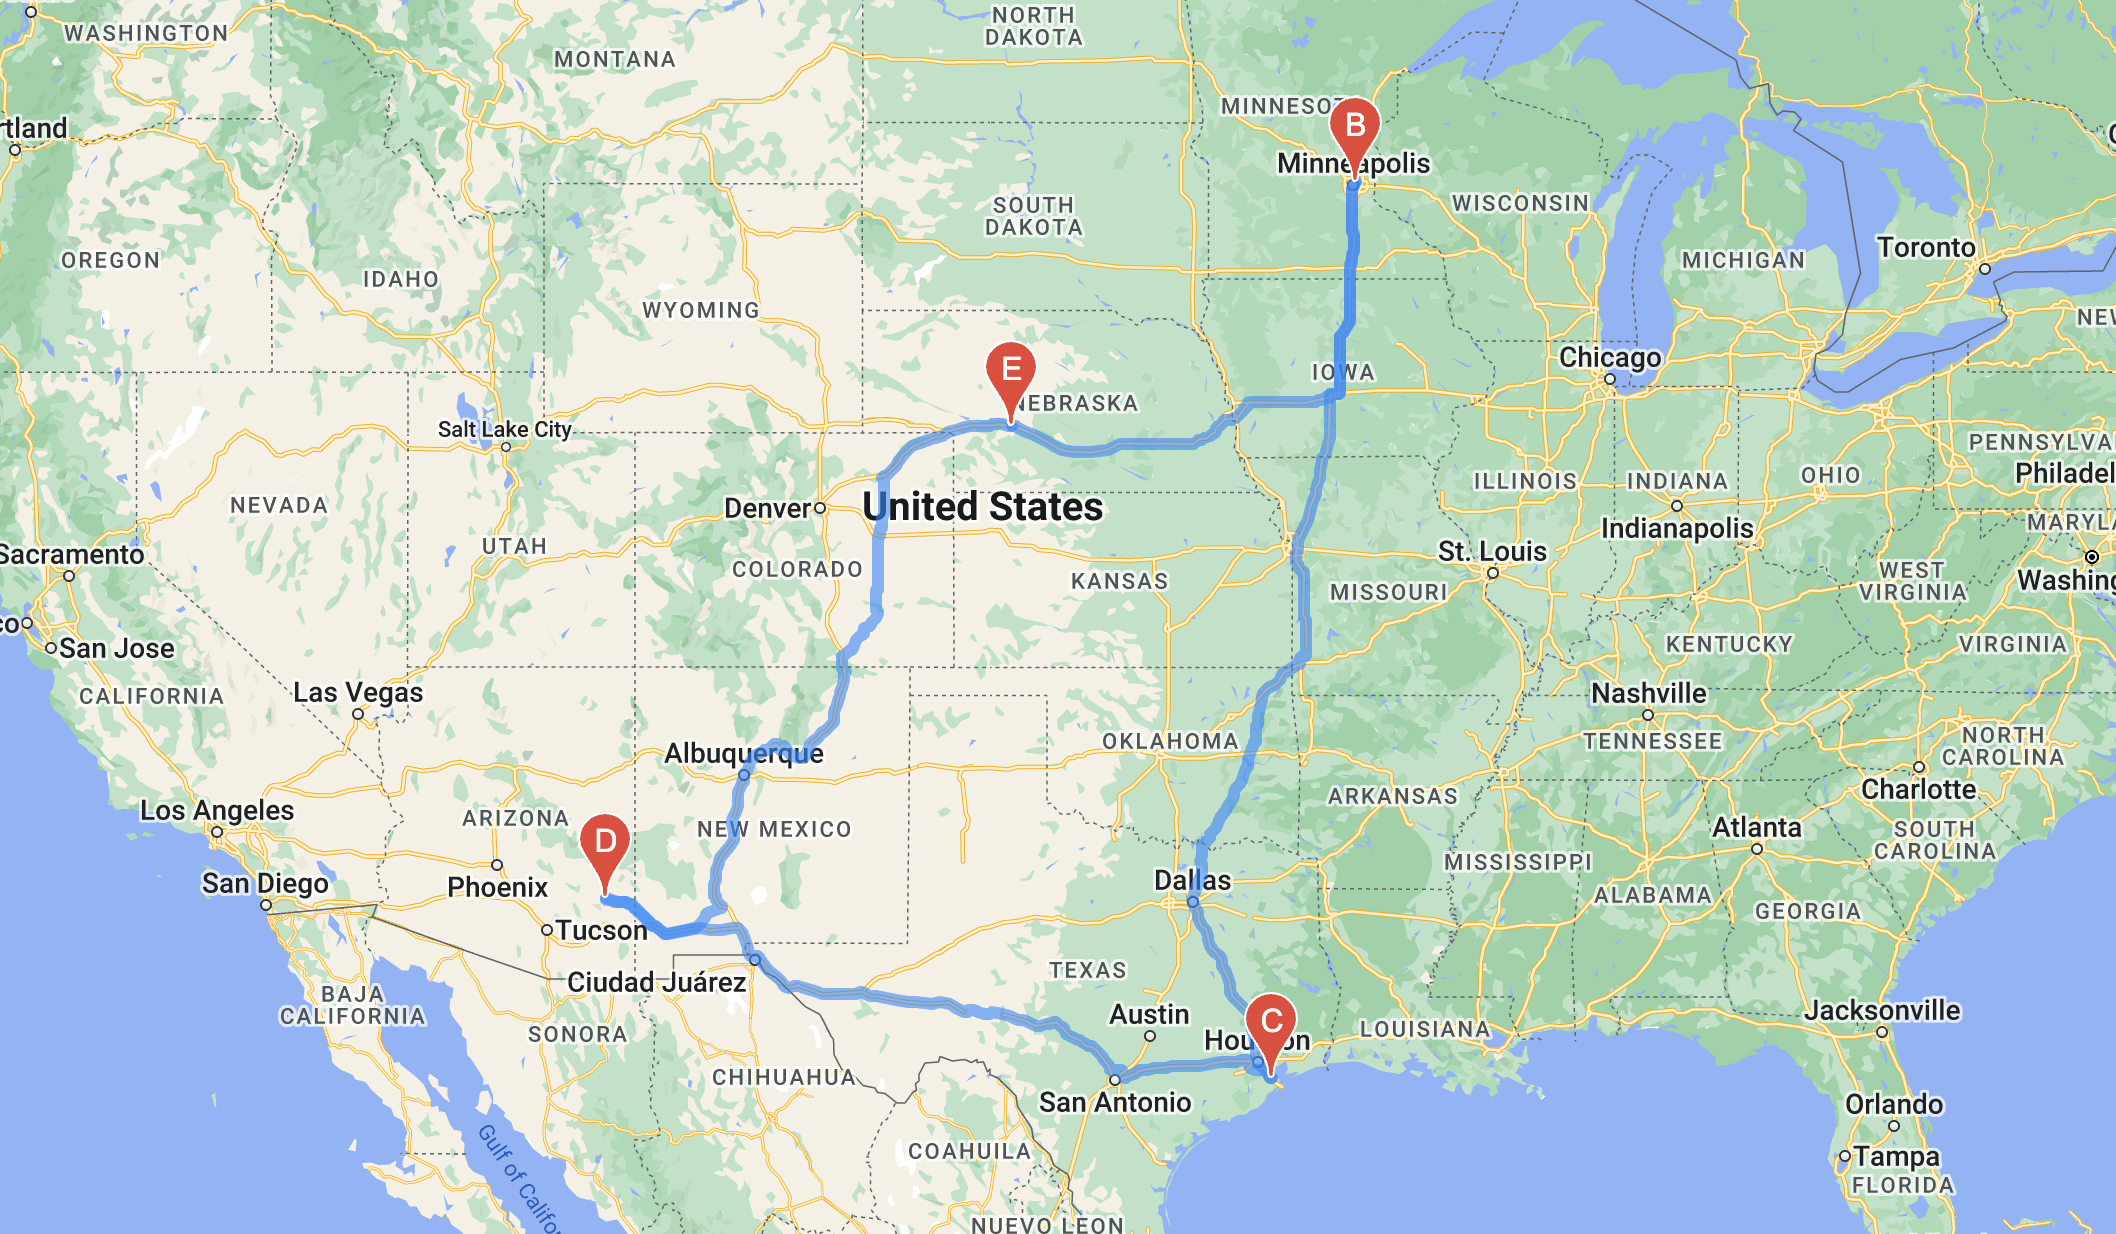 NORTH
DAKOTA
WASHINGTON
MONTANA
MINNESOT
B
rtland
Minneapolis
SOUTH
DAKOTA
WISCONSIN
OREGON
IDAHO
MICHIGAN
Toronto
WYOMING
NEW
E
IOWA
Chicago
NEBRASKA
Salt Lake City
PENNSYLVA
Philadel
NEVADA
Denver
United States
ILLINOIS
INDIANA
OHIO
Indianapolis
MARYLA
Sacramento
UTAH
COLORADO
KANSAS
St. Louis
MISSOURI
WEST
VIRGINIA
Washing
co
San Jose
KENTUCKY
VIRGINIA
CALIFORNIA
Las Vegas
Nashville
TENNESSEE
NORTH
CAROLINA
Albuquerque
OKLAHOMA
Charlotte
Los Angeles
ARIZONA
NEW MEXICO
ARKANSAS
Atlanta
SOUTH
CAROLINA
D
San Diego
Phoenix
Dallas
MISSISSIPPI
ALABAMA
GEORGIA
Tucson
Ciudad Juárez
TEXAS
BAJA
CALIFORNIA
SONORA
Austin
C
Houston
LOUISIANA
Jacksonville
CHIHUAHUA
San Antonio
Orlando
COAHUILA
Gulf of Califor
Tampa
FLORIDA
NUEVO LEON